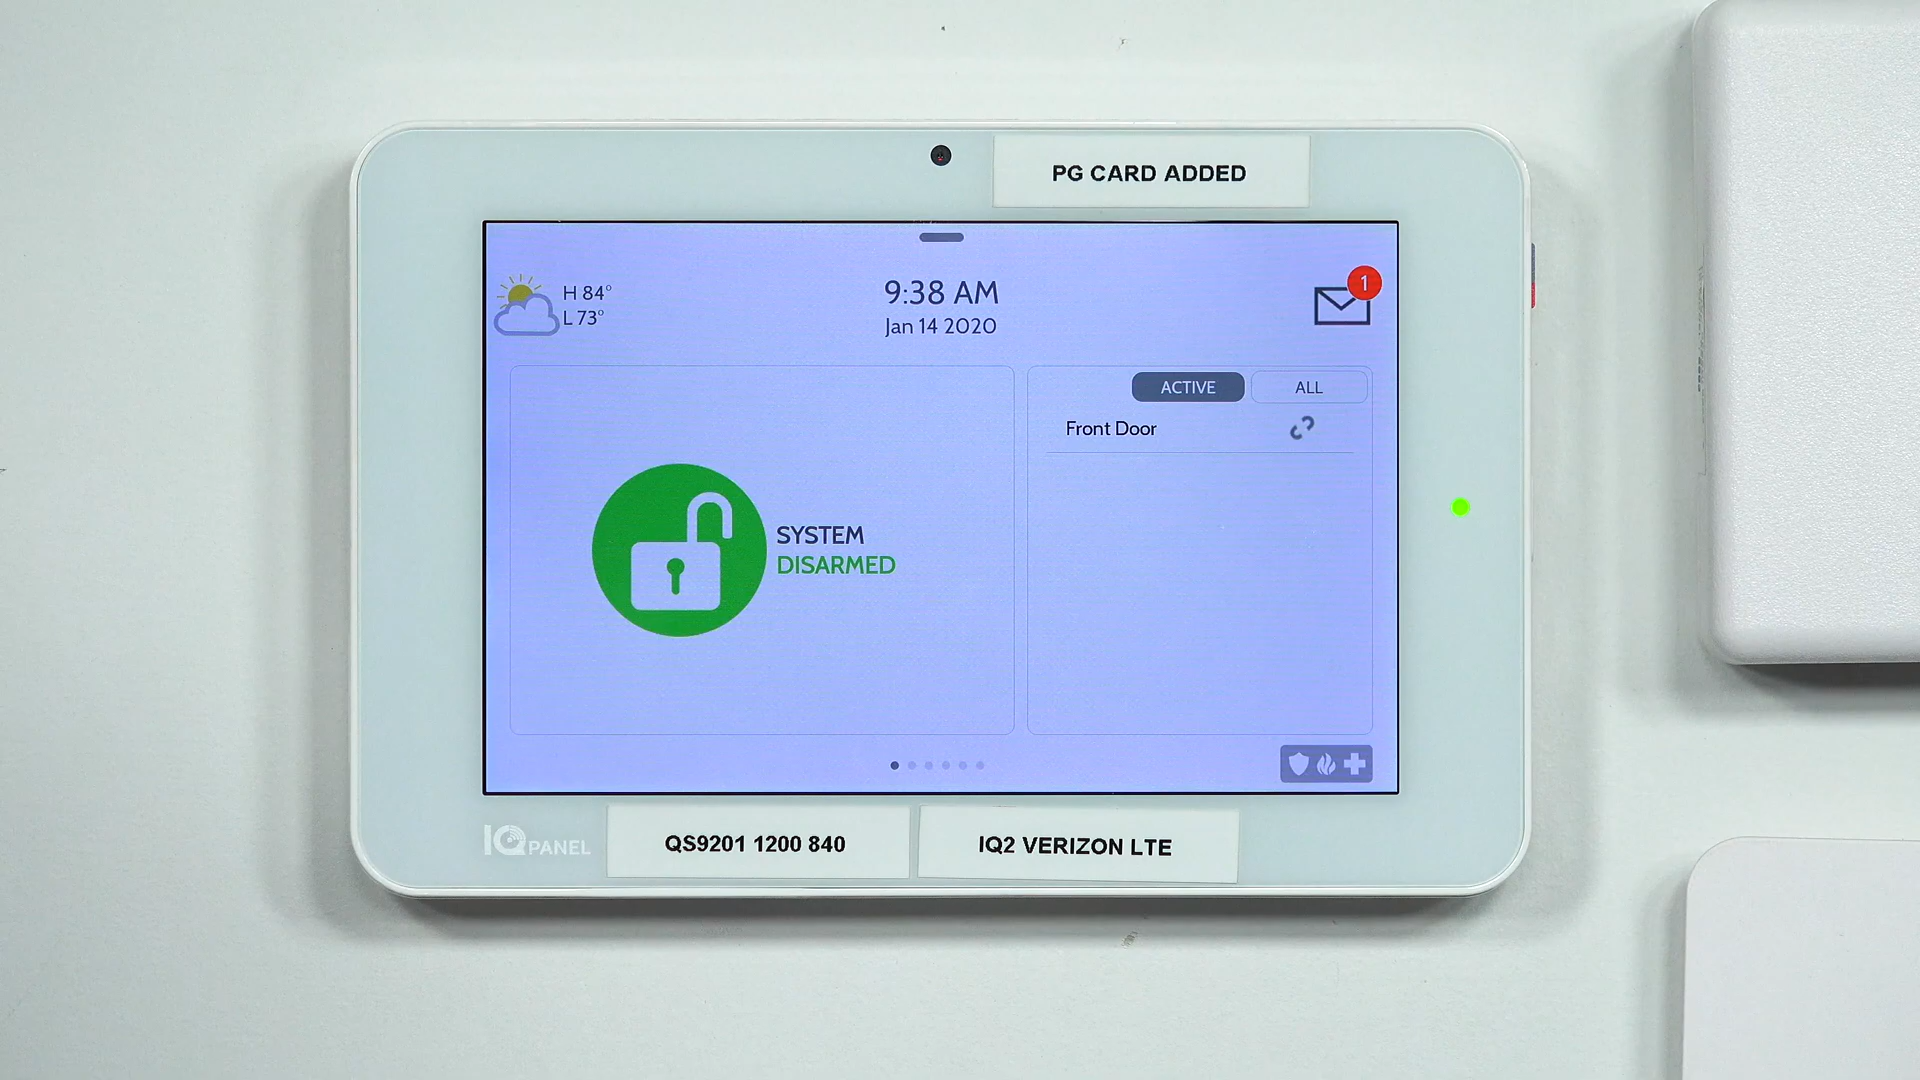 PG CARD ADDED
H 84°
L 73°
9:38 AM
Jan 14 2020
1
ACTIVE
ALL
Front Door
SYSTEM
DISARMED
IQ PANEL
QS9201 1200 840
IQ2 VERIZON LTE